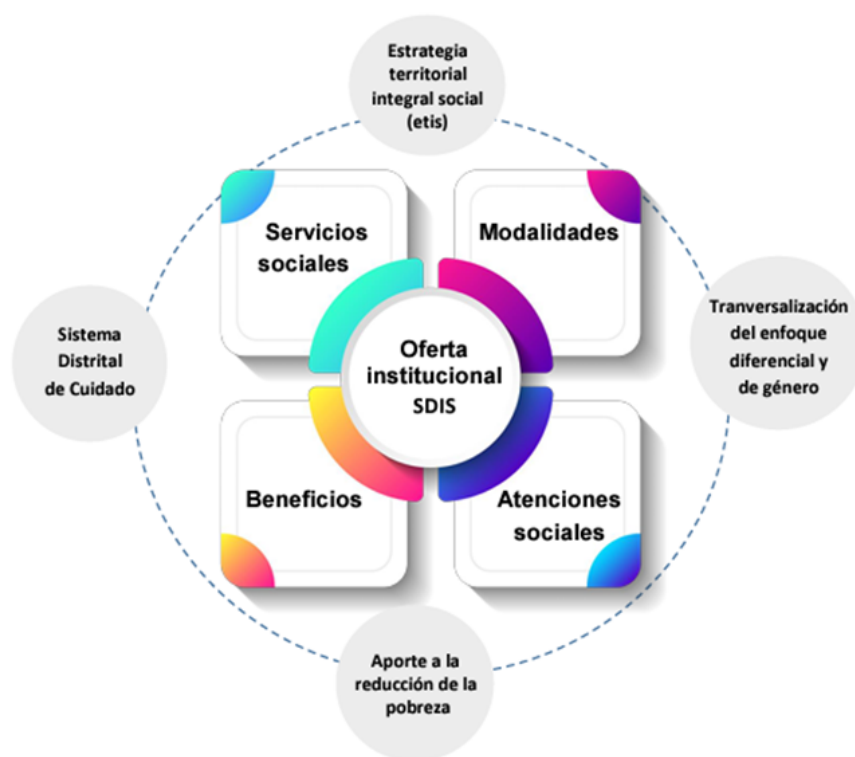 Estrategia
territorial
integral social
(etis)
Servicios
sociales
Modalidades
Sistema
Distrital
de Cuidado
Oferta
institucional
SDIS
Tranversalización
del enfoque
diferencial y
de género
Beneficios
Atenciones
sociales
Aporte a la
reducción de la
pobreza